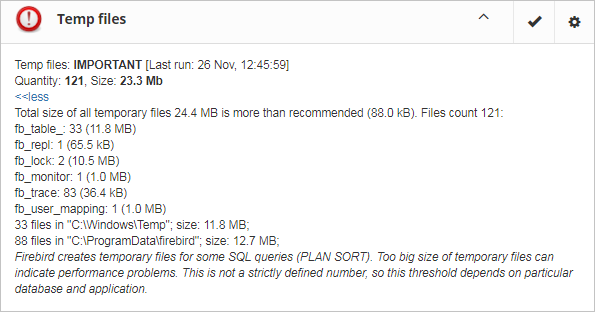 Temp files
Temp files: IMPORTANT [Last run: 26 Nov, 12:45:59]
Quantity: 121, Size: 23.3 Mb
<<less
Total size of all temporary files 24.4 MB is more than recommended (88.0 kB). Files count 121:
fb_table_: 33 (11.8 MB)
fb_repl: 1 (65.5 kB)
fb_lock: 2 (10.5 MB)
fb_monitor: 1 (1.0 MB)
fb_trace: 83 (36.4 kB)
fb_user_mapping: 1 (1.0 MB)
33 files in "C:\Windows\Temp"; size: 11.8 MB;
88 files in "C:\ProgramData\firebird"; size: 12.7 MB;
Firebird creates temporary files for some SQL queries (PLAN SORT). Too big size of temporary files can
indicate performance problems. This is not a strictly defined number, so this threshold depends on particular
database and application.